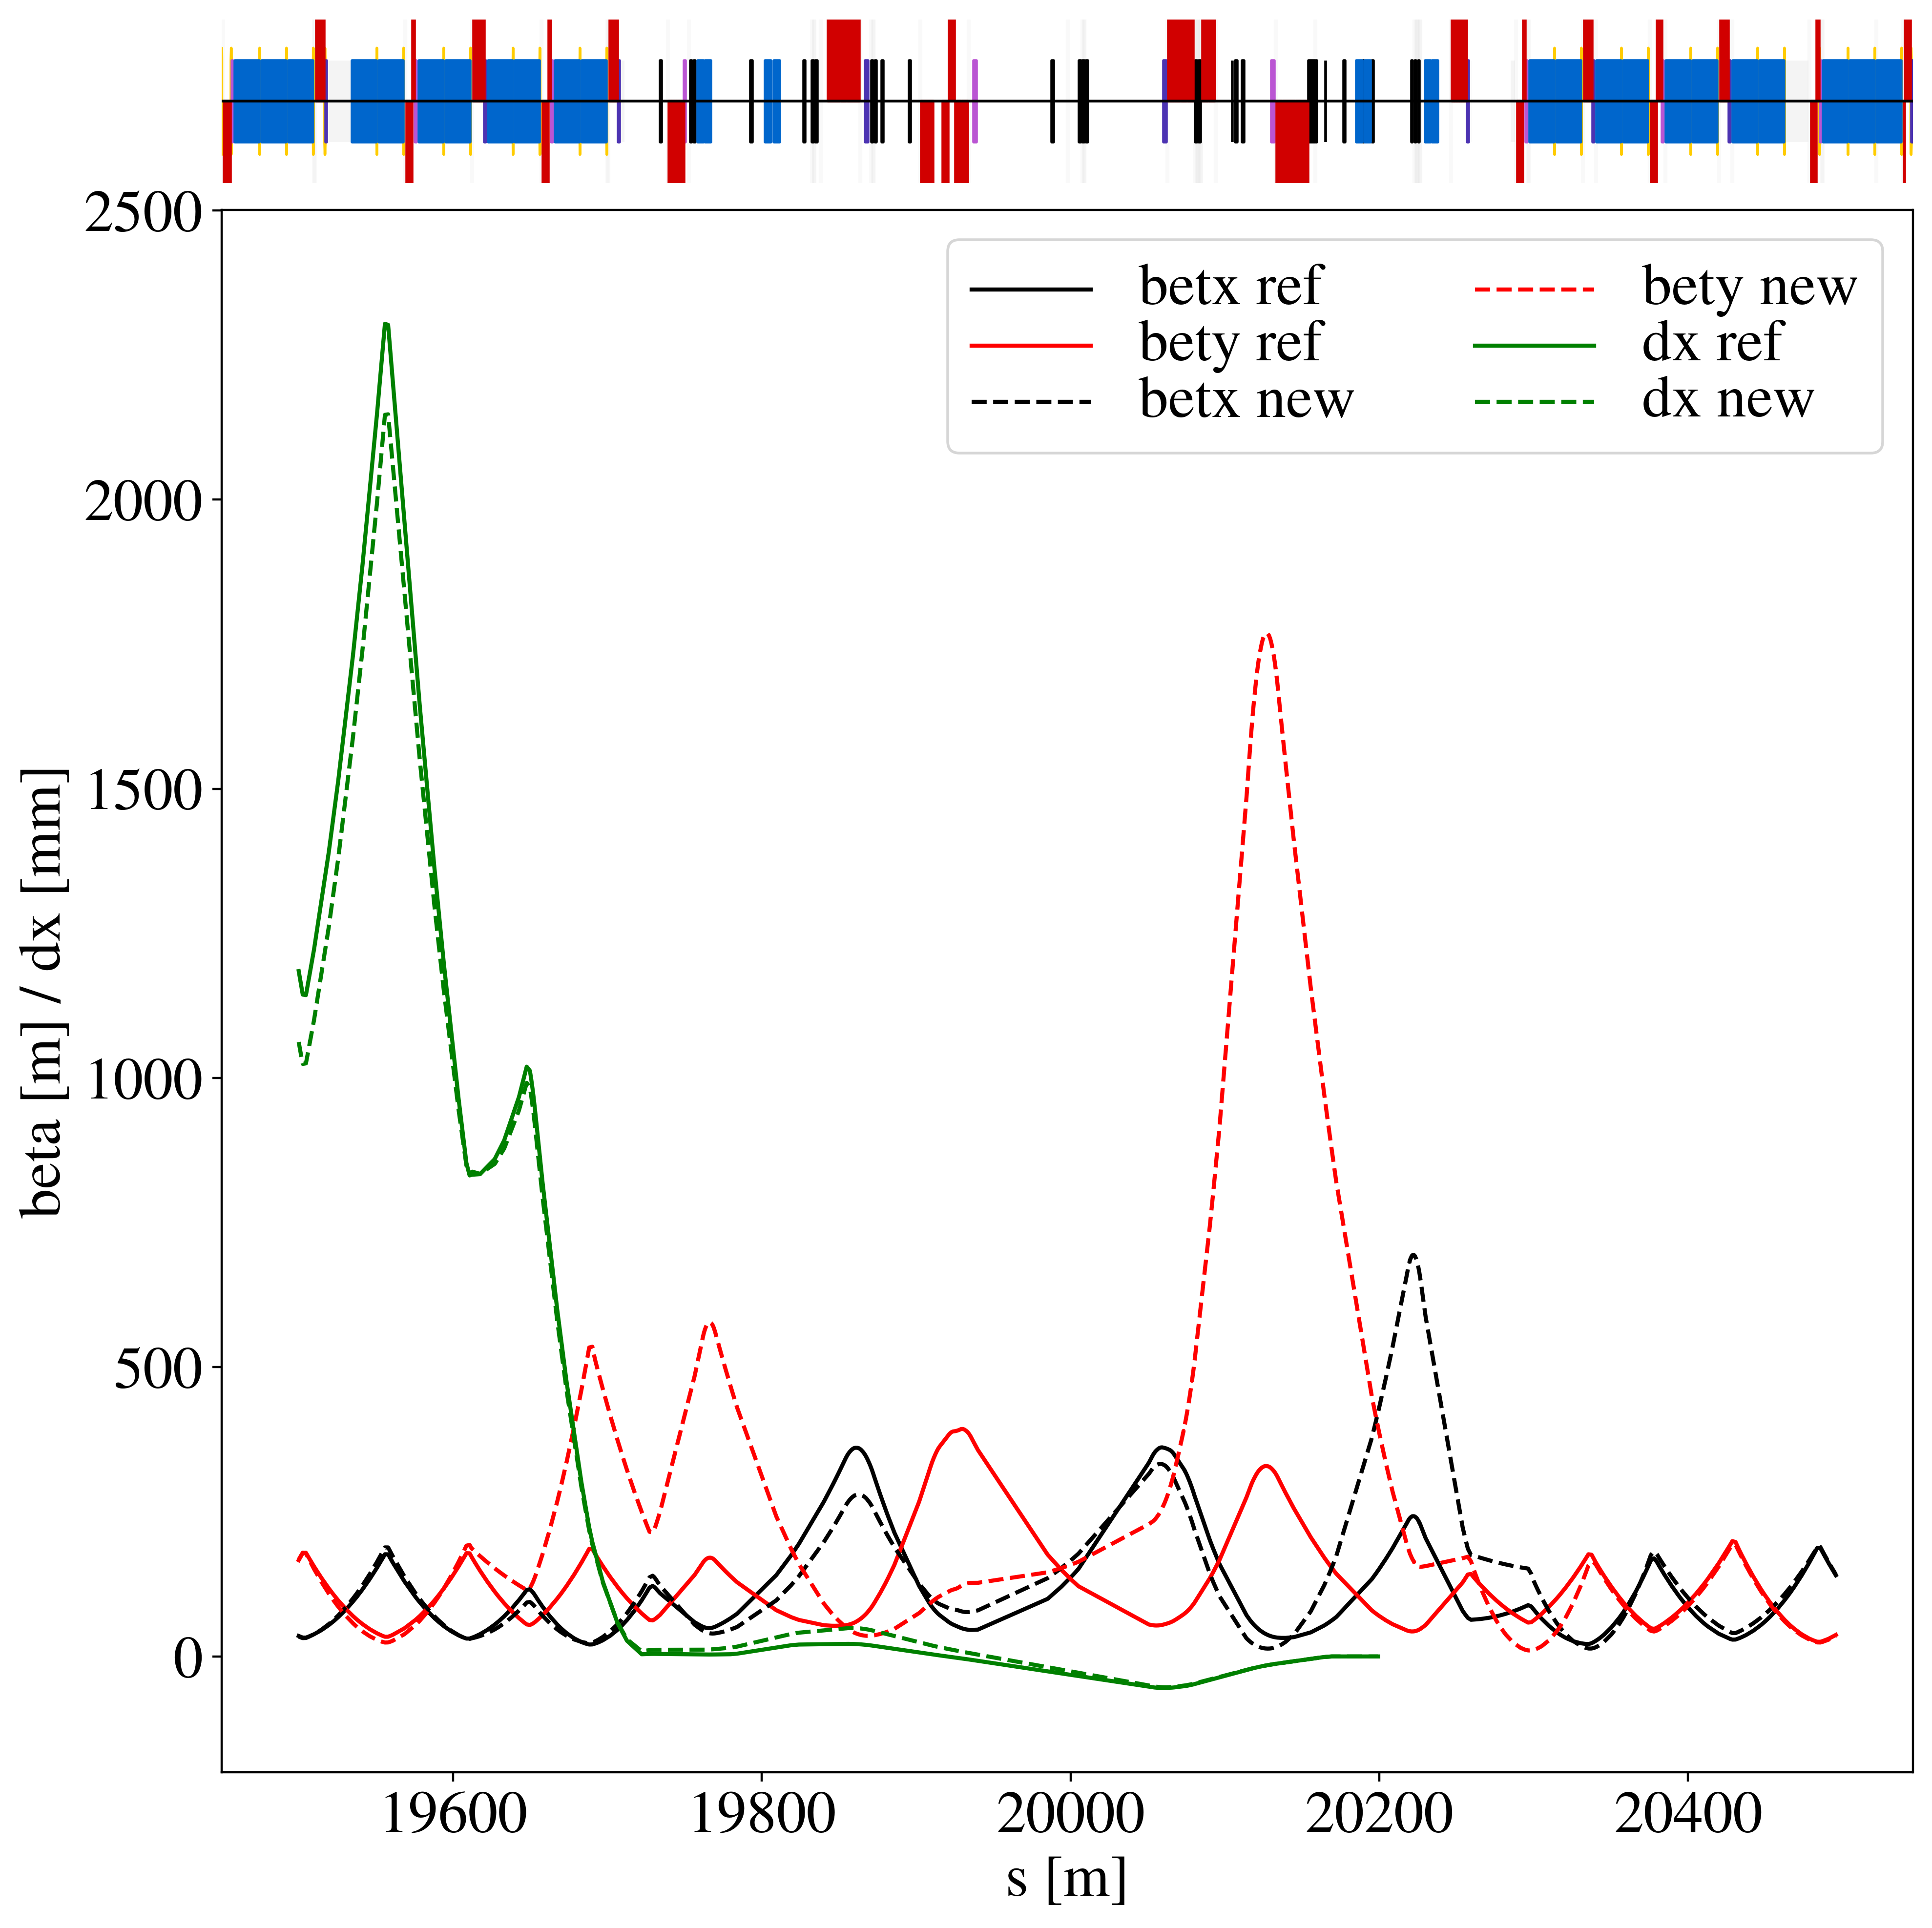 2500
2000
1500
1000
500
0
beta [m] / dx [mm]
betx ref
bety ref
betx new
bety new
dx ref
dx new
19600
19800
20000
20200
20400
s [m]